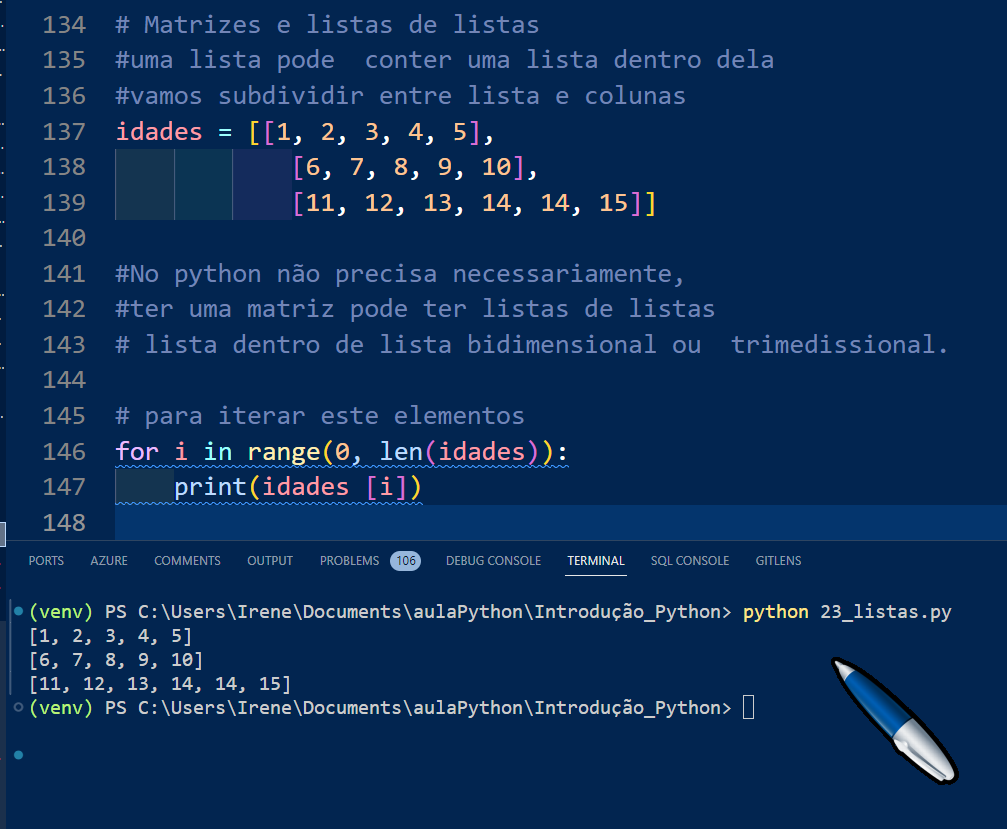 134 # Matrizes e listas de listas
135 #uma lista pode  conter uma lista dentro dela
136 #vamos subdividir entre lista e colunas
137 idades = [[1, 2, 3, 4, 5],
138             [6, 7, 8, 9, 10],
139             [11, 12, 13, 14, 14, 15]]
140
141 #No python não precisa necessariamente,
142 #ter uma matriz pode ter listas de listas
143 # lista dentro de lista bidimensional ou  trimedissional.
144
145 # para iterar este elementos
146 for i in range(0, len(idades)):
147     print(idades [i])
148
PORTS AZURE COMMENTS OUTPUT PROBLEMS 106 DEBUG CONSOLE TERMINAL SQL CONSOLE GITLENS
(venv) PS C:\Users\Irene\Documents\aulaPython\Introdução_Python> python 23_listas.py
[1, 2, 3, 4, 5]
[6, 7, 8, 9, 10]
[11, 12, 13, 14, 14, 15]
(venv) PS C:\Users\Irene\Documents\aulaPython\Introdução_Python>